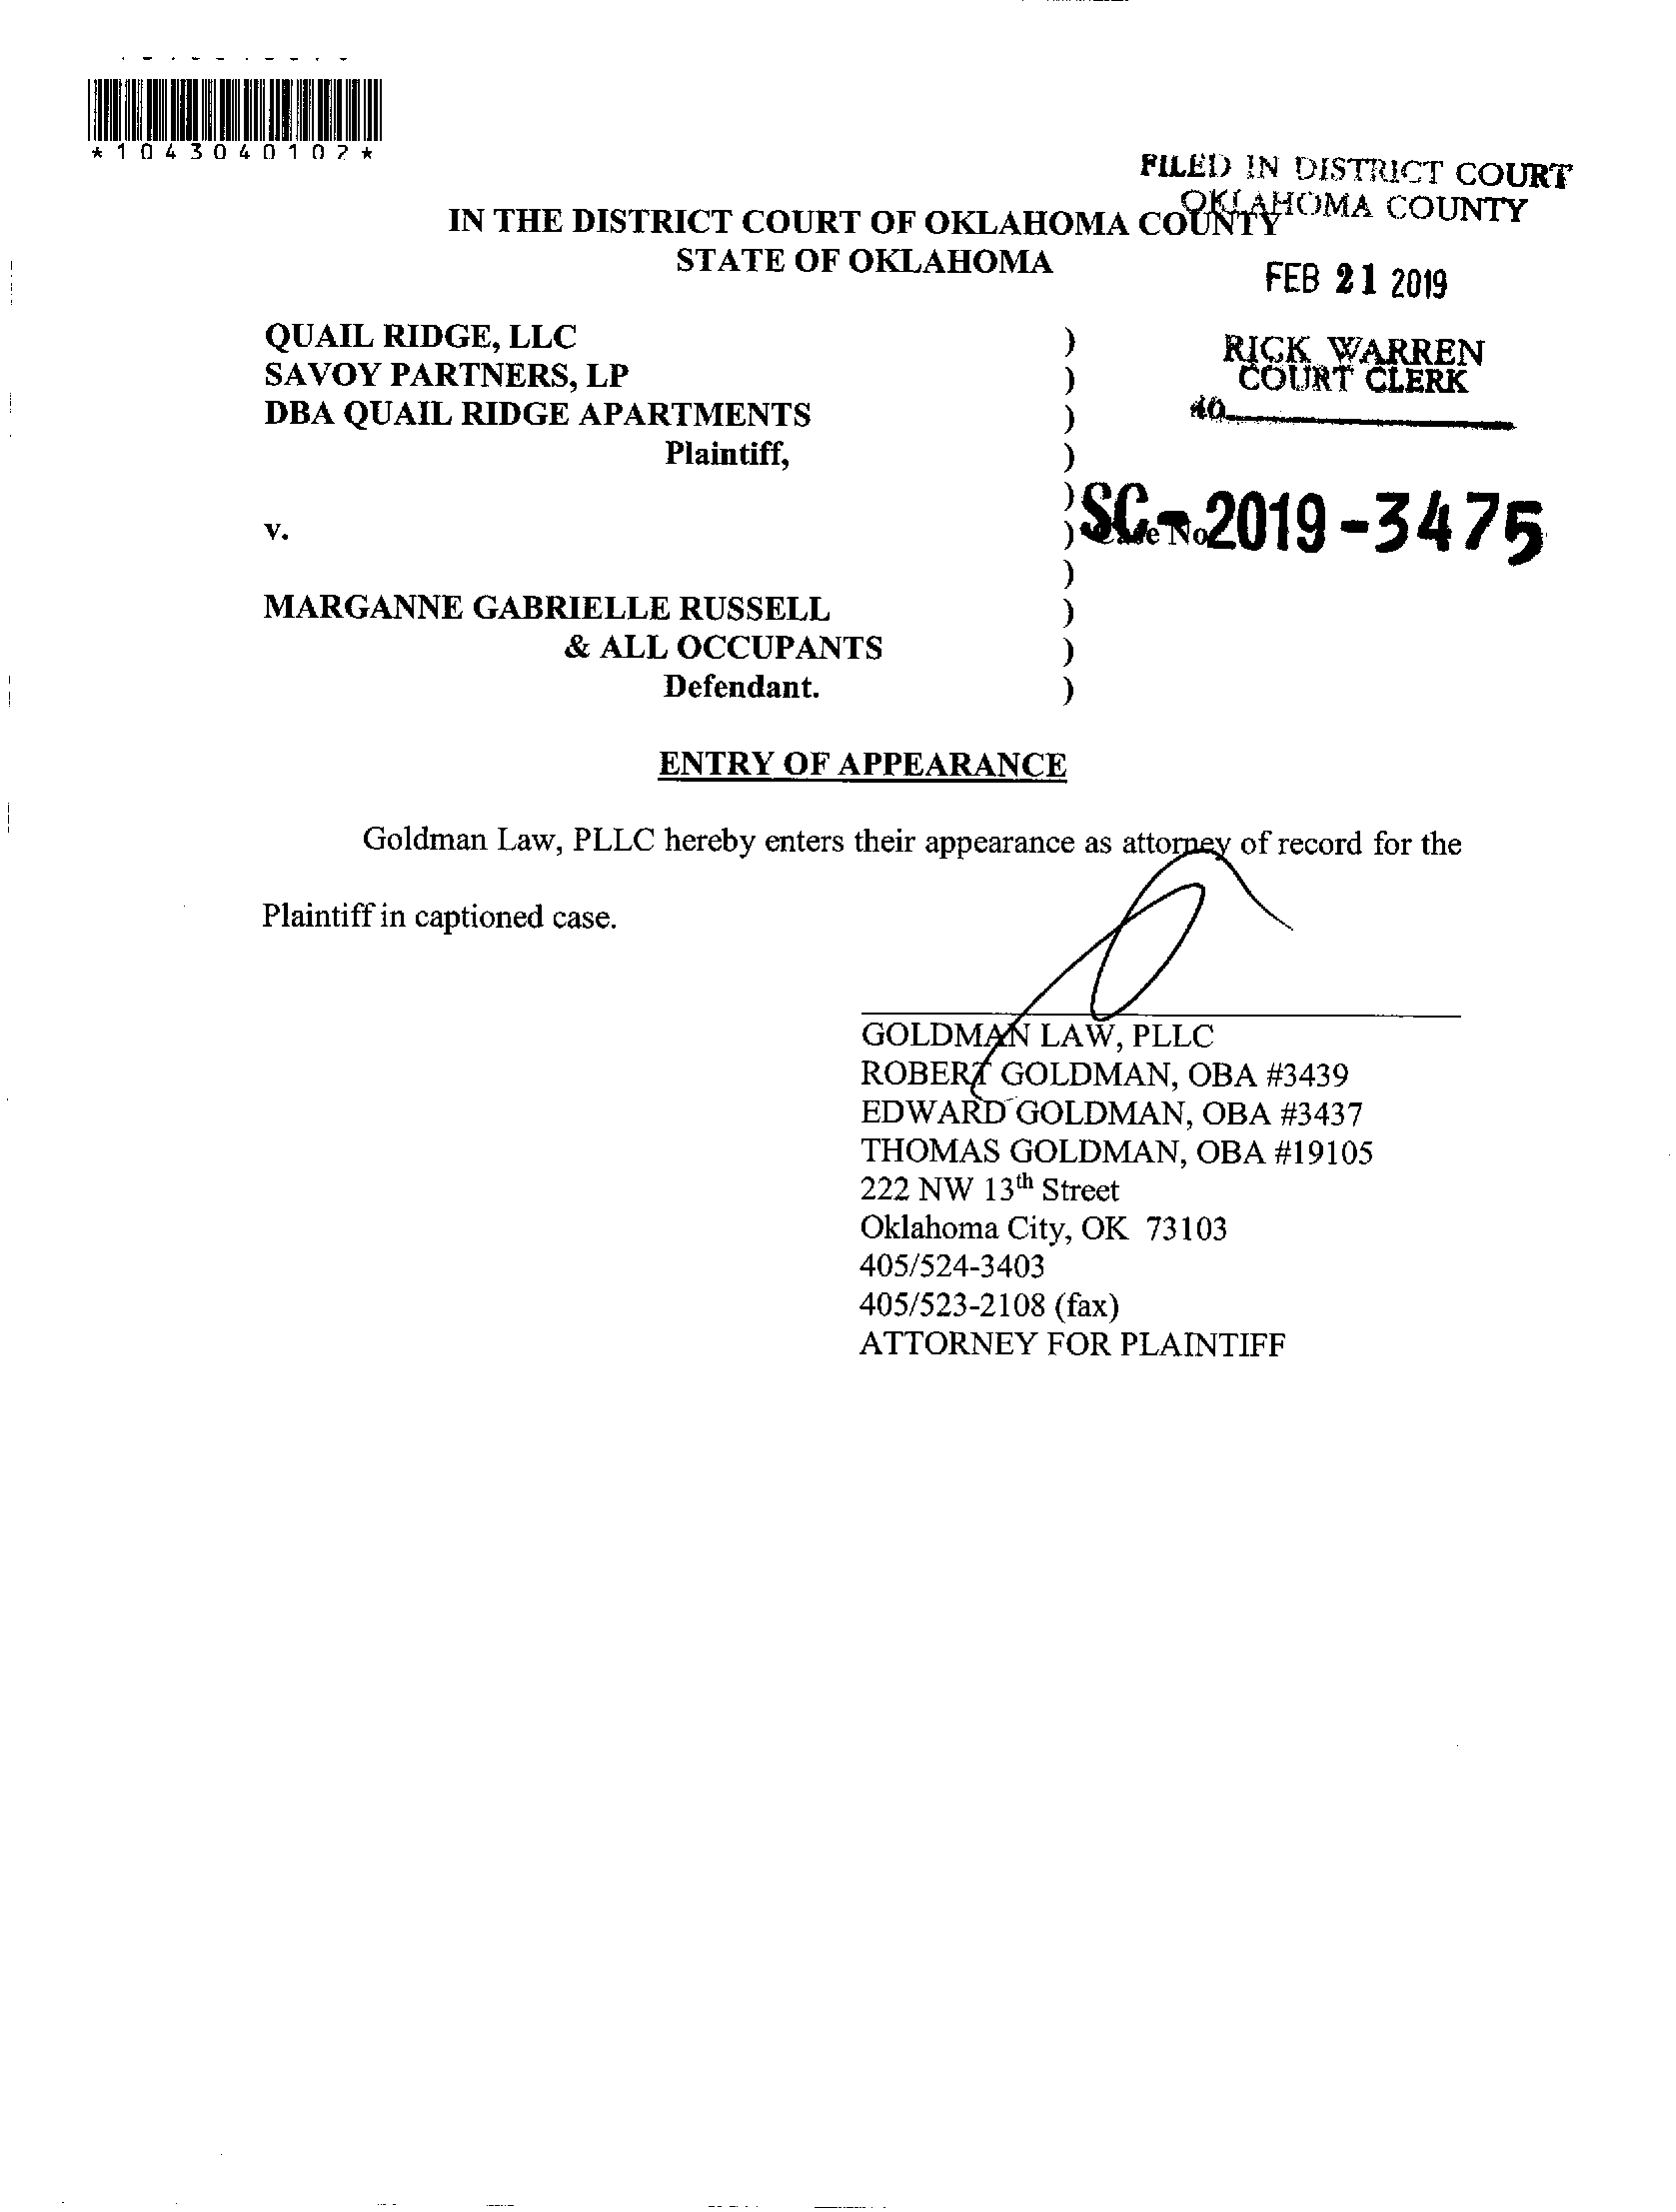 *1043040102*
FILED IN DISTRICT COURT
OKLAHOMA COUNTY
IN THE DISTRICT COURT OF OKLAHOMA COUNTY
STATE OF OKLAHOMA
FEB 21 2019
QUAIL RIDGE, LLC )
SAVOY PARTNERS, LP )
DBA QUAIL RIDGE APARTMENTS )
Plaintiff, )
RICK WARREN
COURT CLERK
40
)
v. ) Case No
SC-2019-3475
)
MARGANNE GABRIELLE RUSSELL )
& ALL OCCUPANTS )
Defendant. )
ENTRY OF APPEARANCE
Goldman Law, PLLC hereby enters their appearance as attorney of record for the
Plaintiff in captioned case.
GOLDMAN LAW, PLLC
ROBERT GOLDMAN, OBA #3439
EDWARD GOLDMAN, OBA #3437
THOMAS GOLDMAN, OBA #19105
222 NW 13th Street
Oklahoma City, OK 73103
405/524-3403
405/523-2108 (fax)
ATTORNEY FOR PLAINTIFF